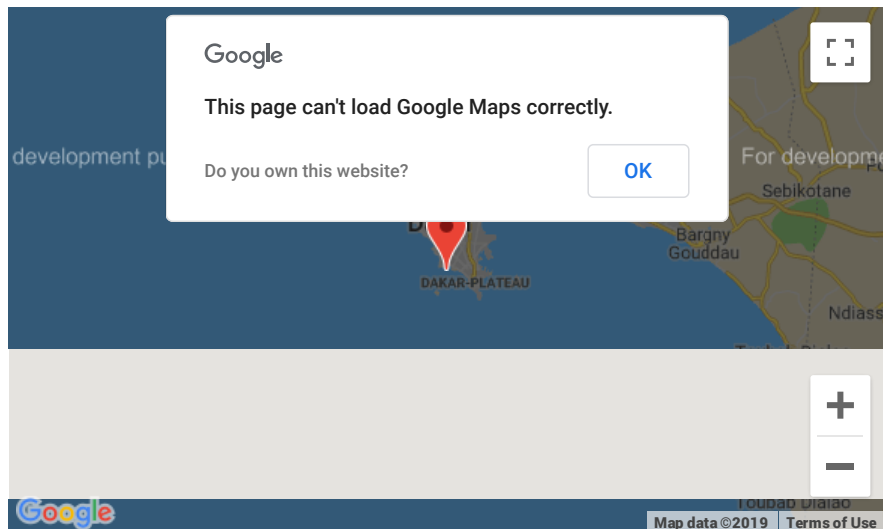 Google
This page can't load Google Maps correctly.
Do you own this website?
OK
development pu
For developme
Sebikotane
Bargny
Gouddau
DAKAR-PLATEAU
Ndiass
Toubab Dialao
Google
Map data ©2019
Terms of Use